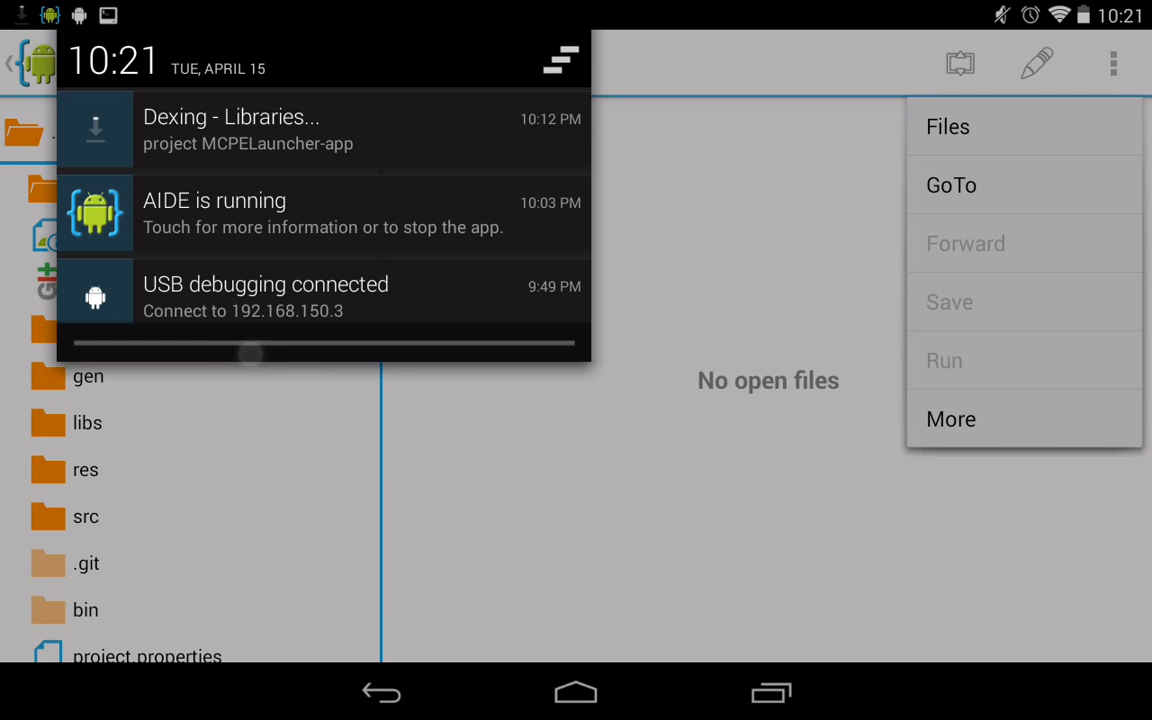 10:21
10:21 TUE, APRIL 15
Dexing - Libraries... 10:12 PM
project MCPELauncher-app
AIDE is running 10:03 PM
Touch for more information or to stop the app.
USB debugging connected 9:49 PM
Connect to 192.168.150.3
gen
libs
res
src
.git
bin
project.properties
No open files
Files
GoTo
Forward
Save
Run
More